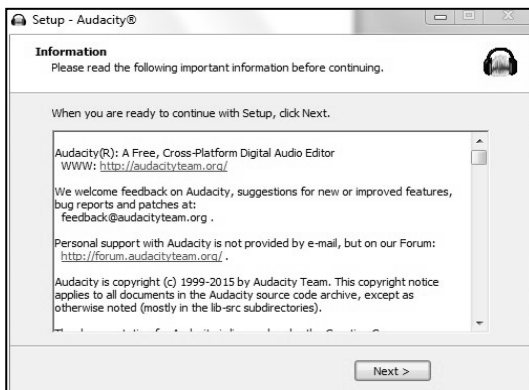 Setup - Audacity®
Information
Please read the following important information before continuing.
When you are ready to continue with Setup, click Next.
Audacity(R): A Free, Cross-Platform Digital Audio Editor
WWW: http://audacityteam.org/
We welcome feedback on Audacity, suggestions for new or improved features,
bug reports and patches at:
feedback@audacityteam.org .
Personal support with Audacity is not provided by e-mail, but on our Forum:
http://forum.audacityteam.org/ .
Audacity is copyright (c) 1999-2015 by Audacity Team. This copyright notice
applies to all documents in the Audacity source code archive, except as
otherwise noted (mostly in the lib-src subdirectories).
Next >